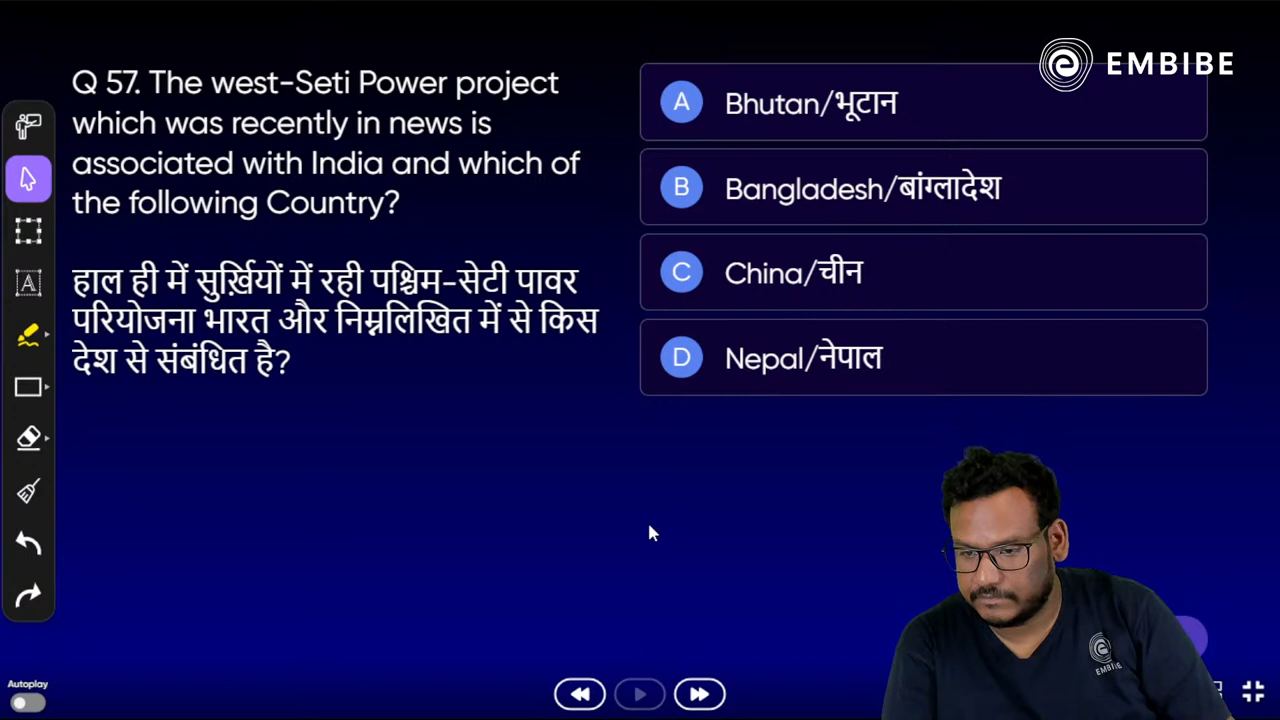 EMBIBE
Q 57. The west-Seti Power project
which was recently in news is
associated with India and which of
the following Country?
हाल ही में सुर्ख़ियों में रही पश्चिम-सेटी पावर
परियोजना भारत और निम्नलिखित में से किस
देश से संबंधित है?
A Bhutan/भूटान
B Bangladesh/बांग्लादेश
C China/चीन
D Nepal/नेपाल
A
EMBIBE
Autoplay